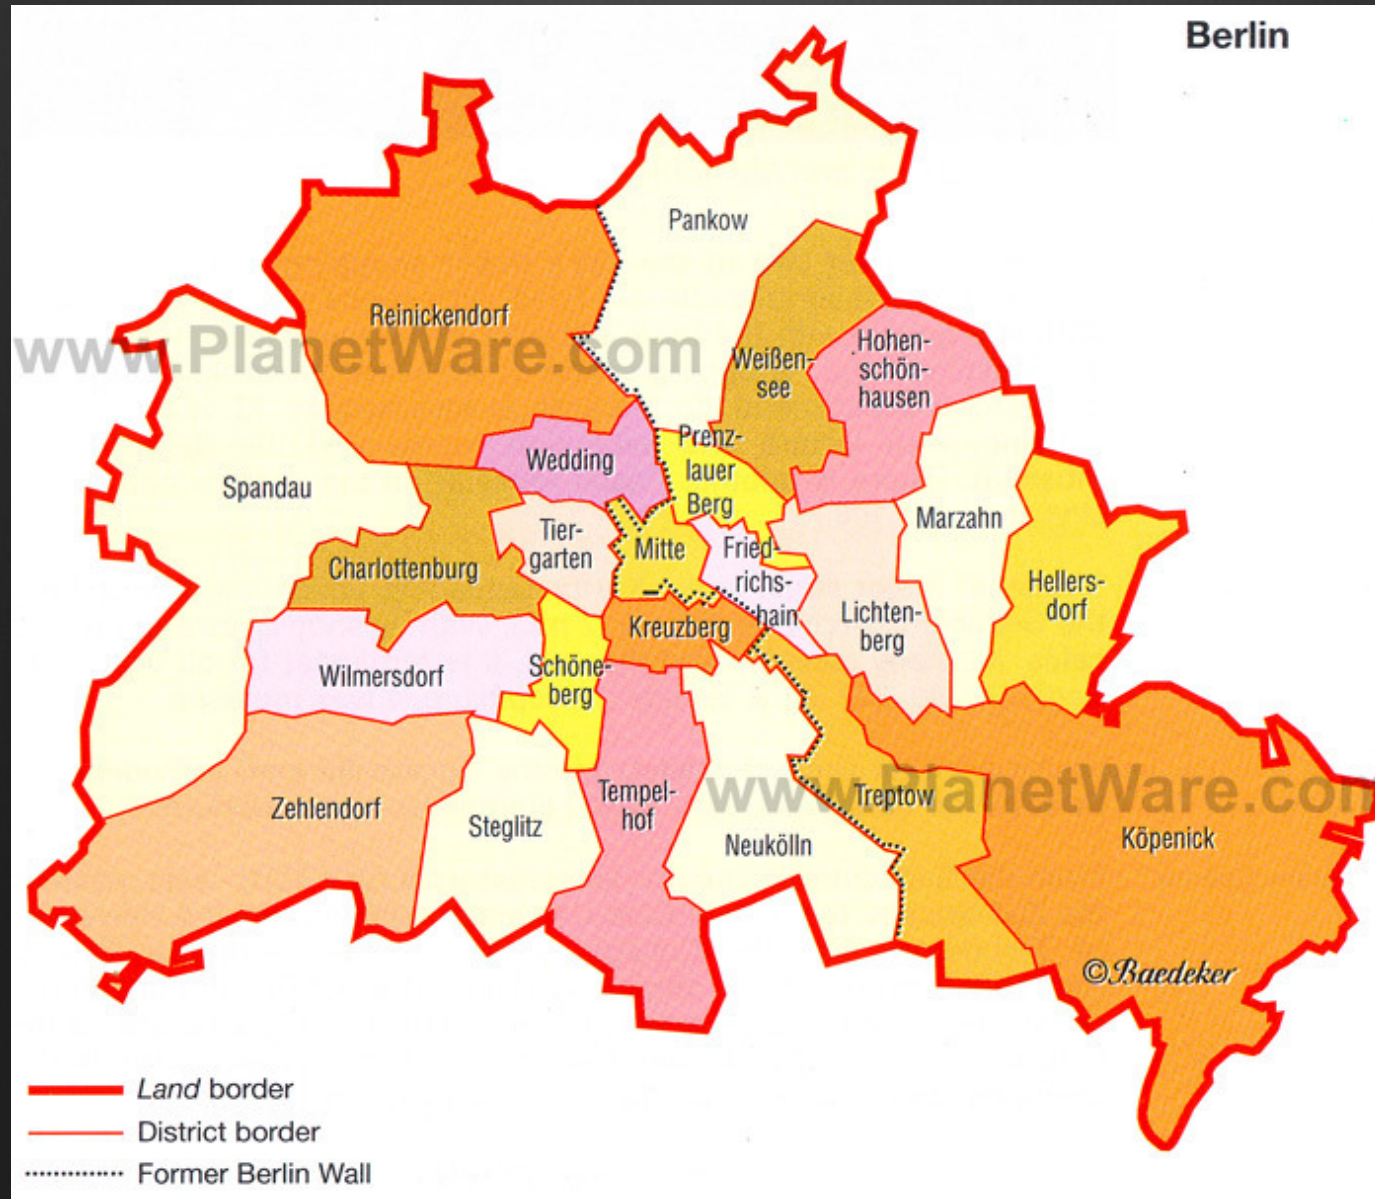 Berlin
Pankow
Reinickendorf
www.PlanetWare.com
Weißen-
see
Hohen-
schön-
hausen
Prenz-
lauer
Berg
Wedding
Spandau
Marzahn
Tier-
garten
Mitte
Fried-
richs-
hain
Charlottenburg
Hellers-
dorf
Lichten-
berg
Kreuzberg
Wilmersdorf
Schöne-
berg
www.PlanetWare.com
Zehlendorf
Steglitz
Tempel-
hof
Neukölln
Treptow
Köpenick
©Baedeker
Land border
District border
Former Berlin Wall